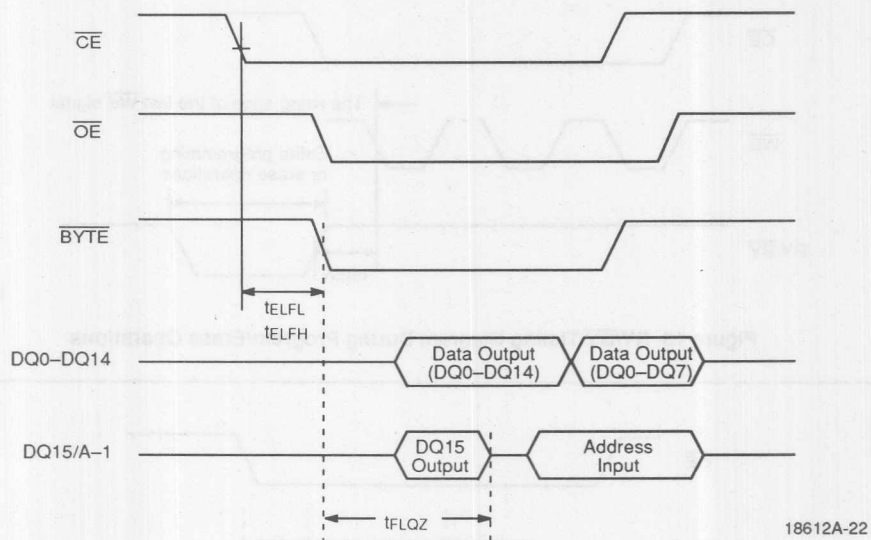 CE
OE
BYTE
tELFL
tELFH
DQ0–DQ14
Data Output
(DQ0–DQ14)
Data Output
(DQ0–DQ7)
DQ15/A–1
DQ15
Output
Address
Input
tFLQZ
18612A-22